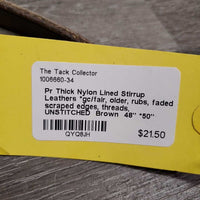 The Tack Collector
1006660-34
Pr Thick Nylon Lined Stirrup
Leathers *gc/fair, older, rubs, faded
scraped edges, threads,
UNSTITCHED Brown 48" *50"
QYQ8JH
$21.50